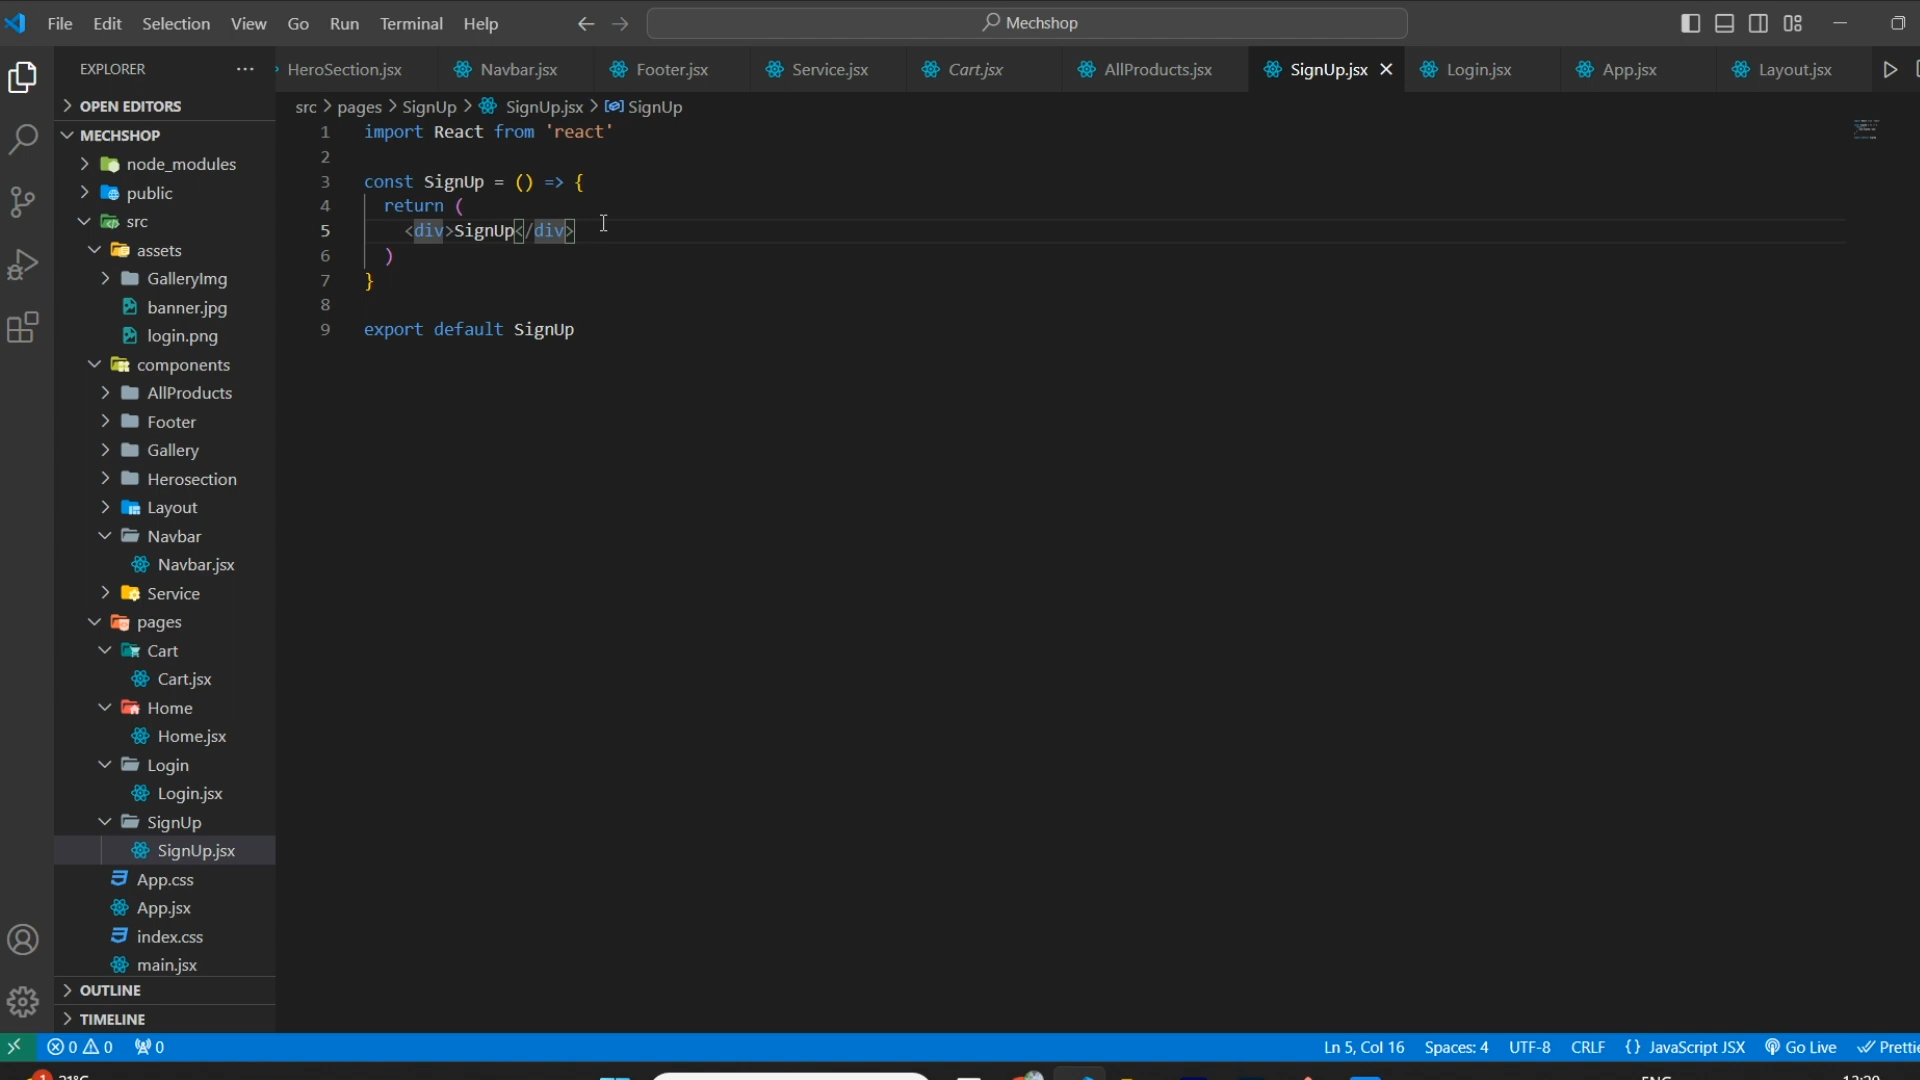 File Edit Selection View Go Run Terminal Help
Mechshop
EXPLORER
HeroSection.jsx Navbar.jsx Footer.jsx Service.jsx Cart.jsx AllProducts.jsx SignUp.jsx Login.jsx App.jsx Layout.jsx
OPEN EDITORS
src > pages > SignUp > SignUp.jsx > SignUp
MECHSHOP
node_modules
public
src
assets
GalleryImg
banner.jpg
login.png
components
AllProducts
Footer
Gallery
Herosection
Layout
Navbar
Navbar.jsx
Service
pages
Cart
Cart.jsx
Home
Home.jsx
Login
Login.jsx
SignUp
SignUp.jsx
App.css
App.jsx
index.css
main.jsx
OUTLINE
TIMELINE
1 import React from 'react'
2
3 const SignUp = () => {
4 return (
5 <div>SignUp</div>
6 )
7 }
8
9 export default SignUp
0 0 0
Ln 5, Col 16 Spaces: 4 UTF-8 CRLF {} JavaScript JSX Go Live